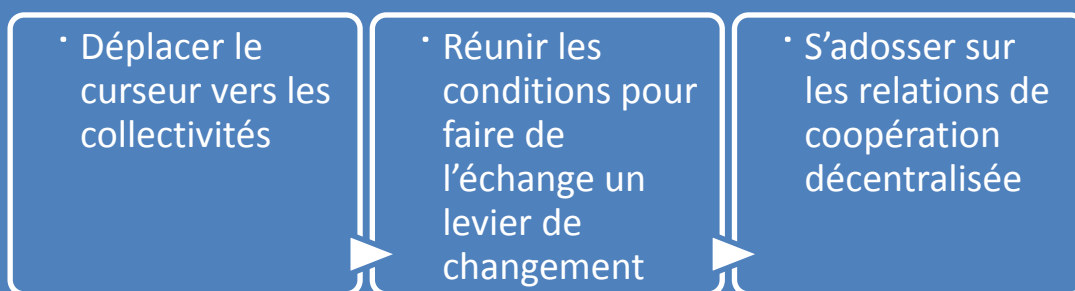 · Déplacer le
curseur vers les
collectivités
· Réunir les
conditions pour
faire de
l’échange un
levier de
changement
· S’adosser sur
les relations de
coopération
décentralisée